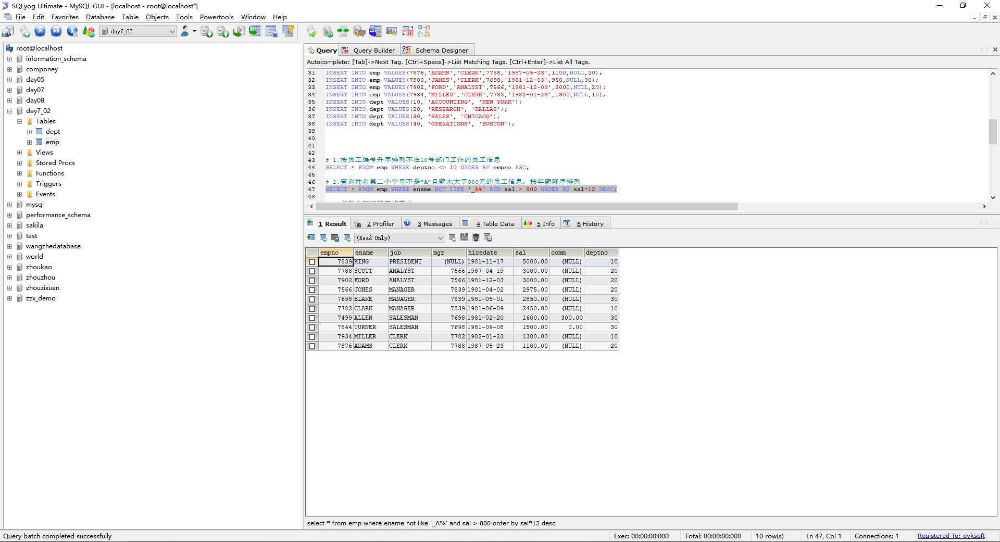 SQLyog Ultimate - MySQL GUI - [localhost - root@localhost*]
File Edit Favorites Database Table Objects Tools Powertools Window Help
day7_02
root@localhost
information_schema
componey
day05
day07
day08
day7_02
Tables
dept
emp
Views
Stored Procs
Functions
Triggers
Events
mysql
performance_schema
sakila
test
wangzhedatabase
world
zhoukao
zhouzhou
zhouzixuan
zzx_demo
Query Query Builder Schema Designer
Autocomplete: [Tab]->Next Tag. [Ctrl+Space]->List Matching Tags. [Ctrl+Enter]->List All Tags.
31 INSERT INTO emp VALUES(7876,'ADAMS','CLERK',7788,'1987-05-23',1100,NULL,20);
32 INSERT INTO emp VALUES(7900,'JAMES','CLERK',7698,'1981-12-03',950,NULL,30);
33 INSERT INTO emp VALUES(7902,'FORD','ANALYST',7566,'1981-12-03',3000,NULL,20);
34 INSERT INTO emp VALUES(7934,'MILLER','CLERK',7782,'1982-01-23',1300,NULL,10);
35 INSERT INTO dept VALUES(10, 'ACCOUNTING', 'NEW YORK');
36 INSERT INTO dept VALUES(20, 'RESEARCH', 'DALLAS');
37 INSERT INTO dept VALUES(30, 'SALES', 'CHICAGO');
38 INSERT INTO dept VALUES(40, 'OPERATIONS', 'BOSTON');
39
40
41
42
43 # 1.按员工编号升序排列不在10号部门工作的员工信息
44 SELECT * FROM emp WHERE deptno <> 10 ORDER BY empno ASC;
45
46 # 2.查询姓名第二个字母不是"A"且薪水大于800元的员工信息, 按年薪降序排列
47 SELECT * FROM emp WHERE ename NOT LIKE '_A%' AND sal > 800 ORDER BY sal*12 DESC;
48
1 Result 2 Profiler 3 Messages 4 Table Data 5 Info 6 History
(Read Only)
empno ename job mgr hiredate sal comm deptno
7839 KING PRESIDENT (NULL) 1981-11-17 5000.00 (NULL) 10
7788 SCOTT ANALYST 7566 1987-04-19 3000.00 (NULL) 20
7902 FORD ANALYST 7566 1981-12-03 3000.00 (NULL) 20
7566 JONES MANAGER 7839 1981-04-02 2975.00 (NULL) 20
7698 BLAKE MANAGER 7839 1981-05-01 2850.00 (NULL) 30
7782 CLARK MANAGER 7839 1981-06-09 2450.00 (NULL) 10
7499 ALLEN SALESMAN 7698 1981-02-20 1600.00 300.00 30
7844 TURNER SALESMAN 7698 1981-09-08 1500.00 0.00 30
7934 MILLER CLERK 7782 1982-01-23 1300.00 (NULL) 10
7876 ADAMS CLERK 7788 1987-05-23 1100.00 (NULL) 20
select * from emp where ename not like '_A%' and sal > 800 order by sal*12 desc
Query batch completed successfully
Exec: 00:00:00:000 Total: 00:00:00:000 10 row(s) Ln 47, Col 1 Connections: 1 Registered To: oyksoft